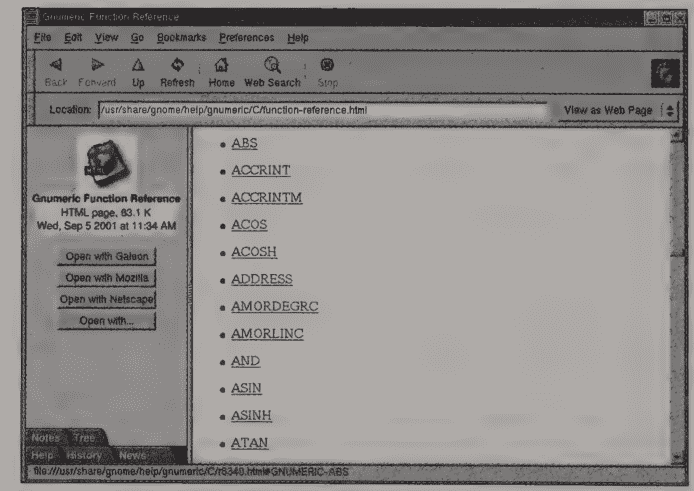 Gnumeric Function Reference
File Edit View Go Bookmarks Preferences Help
Back Forward Up Refresh Home Web Search Stop
Location: /usr/share/gnome/help/gnumeric/C/function-reference.html View as Web Page
Gnumeric Function Reference
HTML page, 63.1 K
Wed, Sep 5 2001 at 11:34 AM
Open with Galeon
Open with Mozilla
Open with Netscape
Open with...
Notes Tree
Help History News
• ABS
• ACCRINT
• ACCRINTM
• ACOS
• ACOSH
• ADDRESS
• AMORDEGRC
• AMORLINC
• AND
• ASIN
• ASINH
• ATAN
file:///usr/share/gnome/help/gnumeric/C/r6340.html#GNUMERIC-ABS